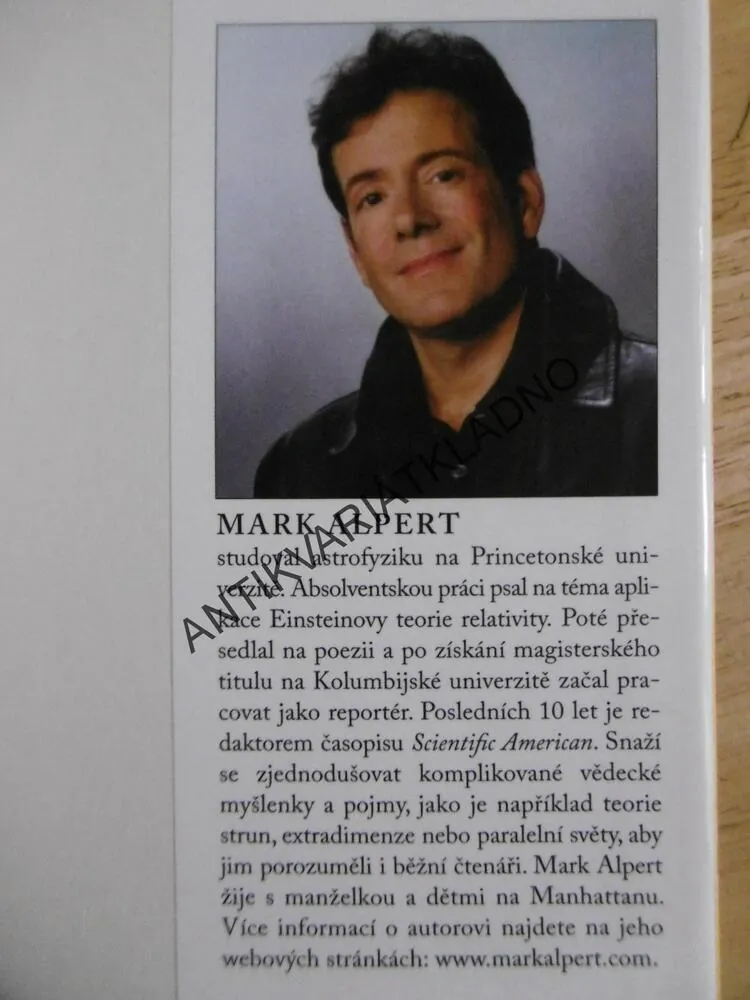 MARK ALPERT
studoval astrofyziku na Princetonské uni-
verzitě. Absolventskou práci psal na téma apli-
kace Einsteinovy teorie relativity. Poté pře-
sedlal na poezii a po získání magisterského
titulu na Kolumbijské univerzitě začal pra-
covat jako reportér. Posledních 10 let je re-
daktorem časopisu Scientific American. Snaží
se zjednodušovat komplikované vědecké
myšlenky a pojmy, jako je například teorie
strun, extradimenze nebo paralelní světy, aby
jim porozuměli i běžní čtenáři. Mark Alpert
žije s manželkou a dětmi na Manhattanu.
Více informací o autorovi najdete na jeho
webových stránkách: www.markalpert.com.
ANTIKVARIÁTKLADNO